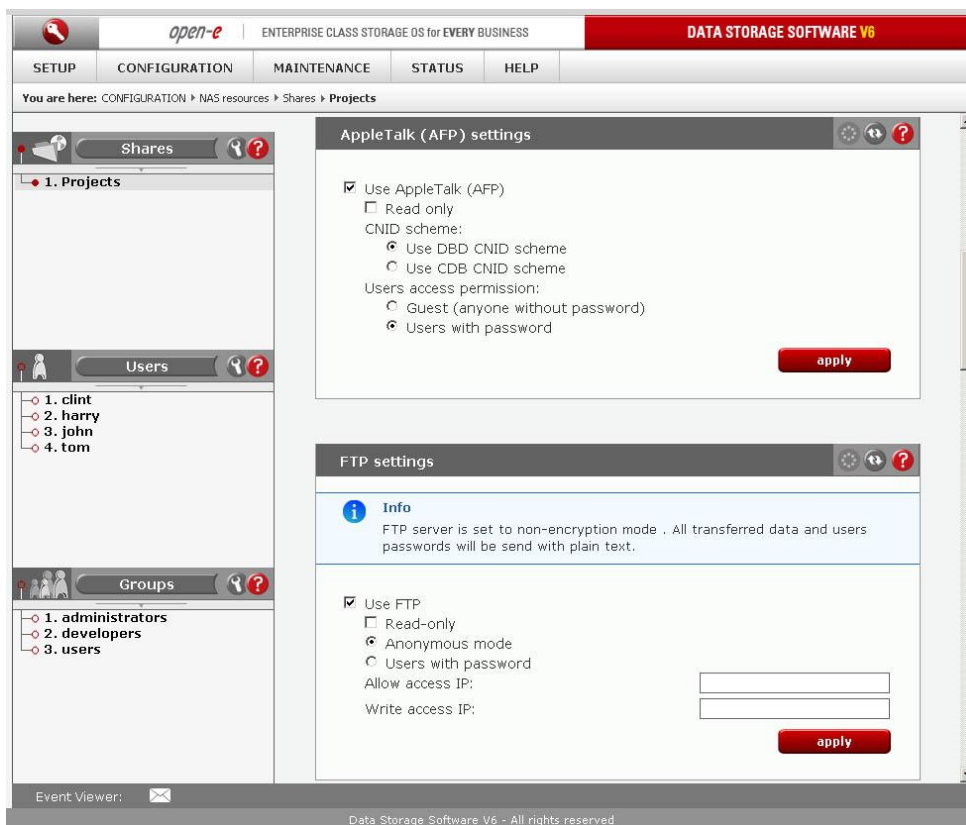 open-e ENTERPRISE CLASS STORAGE OS for EVERY BUSINESS DATA STORAGE SOFTWARE V6
SETUP CONFIGURATION MAINTENANCE STATUS HELP
You are here: CONFIGURATION NAS resources Shares Projects
Shares
1. Projects
Users
1. clint
2. harry
3. john
4. tom
Groups
1. administrators
2. developers
3. users
AppleTalk (AFP) settings
Use AppleTalk (AFP)
Read only
CNID scheme:
Use DBD CNID scheme
Use CDB CNID scheme
Users access permission:
Guest (anyone without password)
Users with password
apply
FTP settings
Info
FTP server is set to non-encryption mode . All transferred data and users
passwords will be send with plain text.
Use FTP
Read-only
Anonymous mode
Users with password
Allow access IP:
Write access IP:
apply
Event Viewer:
Data Storage Software V6 - All rights reserved